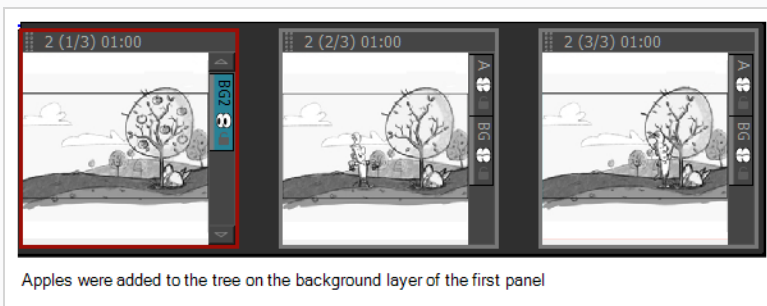 2 (1/3) 01:00
2 (2/3) 01:00
2 (3/3) 01:00
BG2
A
BG
A
BG
Apples were added to the tree on the background layer of the first panel